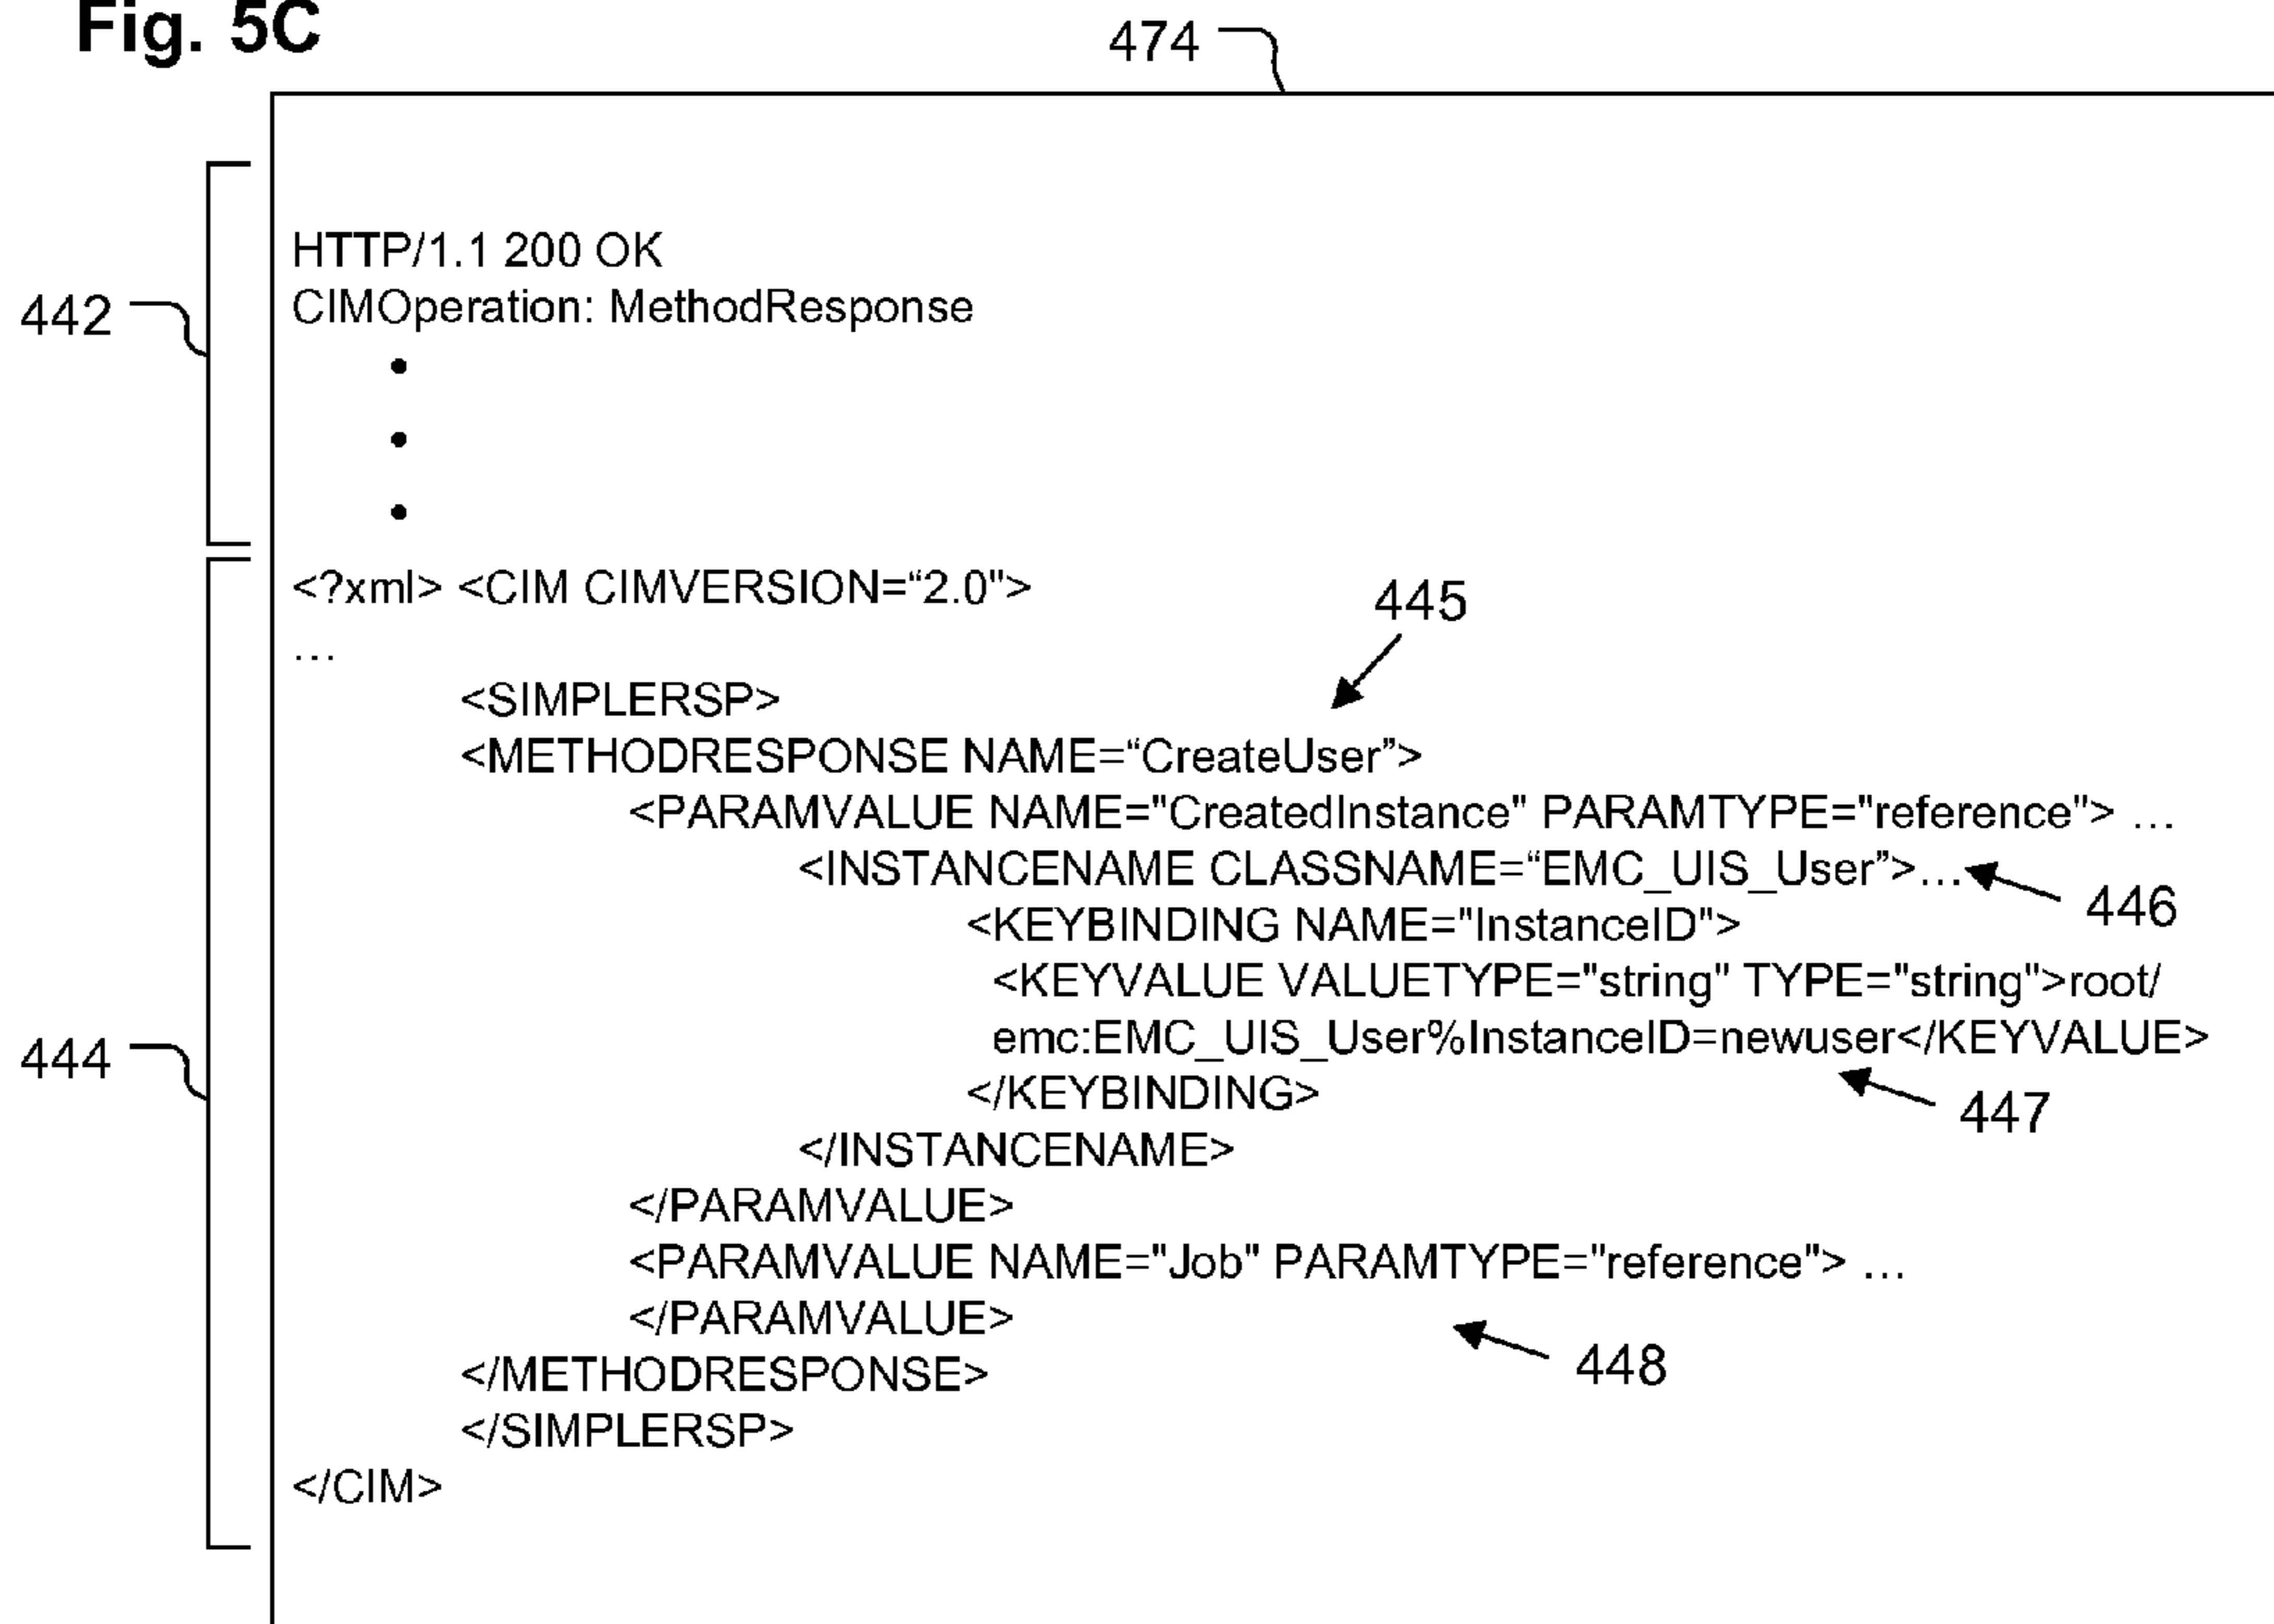 Fig. 5C
474
442
HTTP/1.1 200 OK
CIMOperation: MethodResponse
444
<?xml> <CIM CIMVERSION=“2.0">
...
445
<SIMPLERSP>
<METHODRESPONSE NAME=“CreateUser”>
<PARAMVALUE NAME="CreatedInstance" PARAMTYPE="reference"> ...
<INSTANCENAME CLASSNAME=“EMC_UIS_User”>...
446
<KEYBINDING NAME="InstanceID">
<KEYVALUE VALUETYPE="string" TYPE="string">root/
emc:EMC_UIS_User%InstanceID=newuser</KEYVALUE>
447
</KEYBINDING>
</INSTANCENAME>
</PARAMVALUE>
<PARAMVALUE NAME="Job" PARAMTYPE="reference"> ...
</PARAMVALUE>
448
</METHODRESPONSE>
</SIMPLERSP>
</CIM>